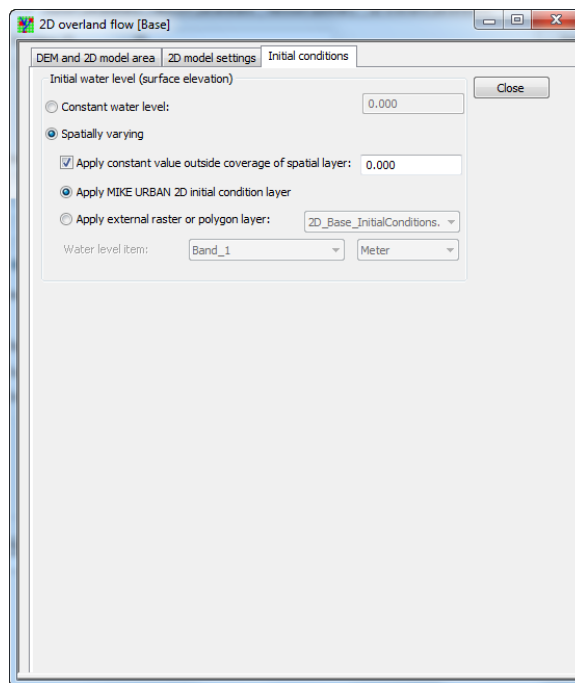 2D overland flow [Base]
DEM and 2D model area 2D model settings Initial conditions
Initial water level (surface elevation)
Close
Constant water level: 0.000
Spatially varying
Apply constant value outside coverage of spatial layer: 0.000
Apply MIKE URBAN 2D initial condition layer
Apply external raster or polygon layer: 2D_Base_InitialConditions.
Water level item: Band_1 Meter